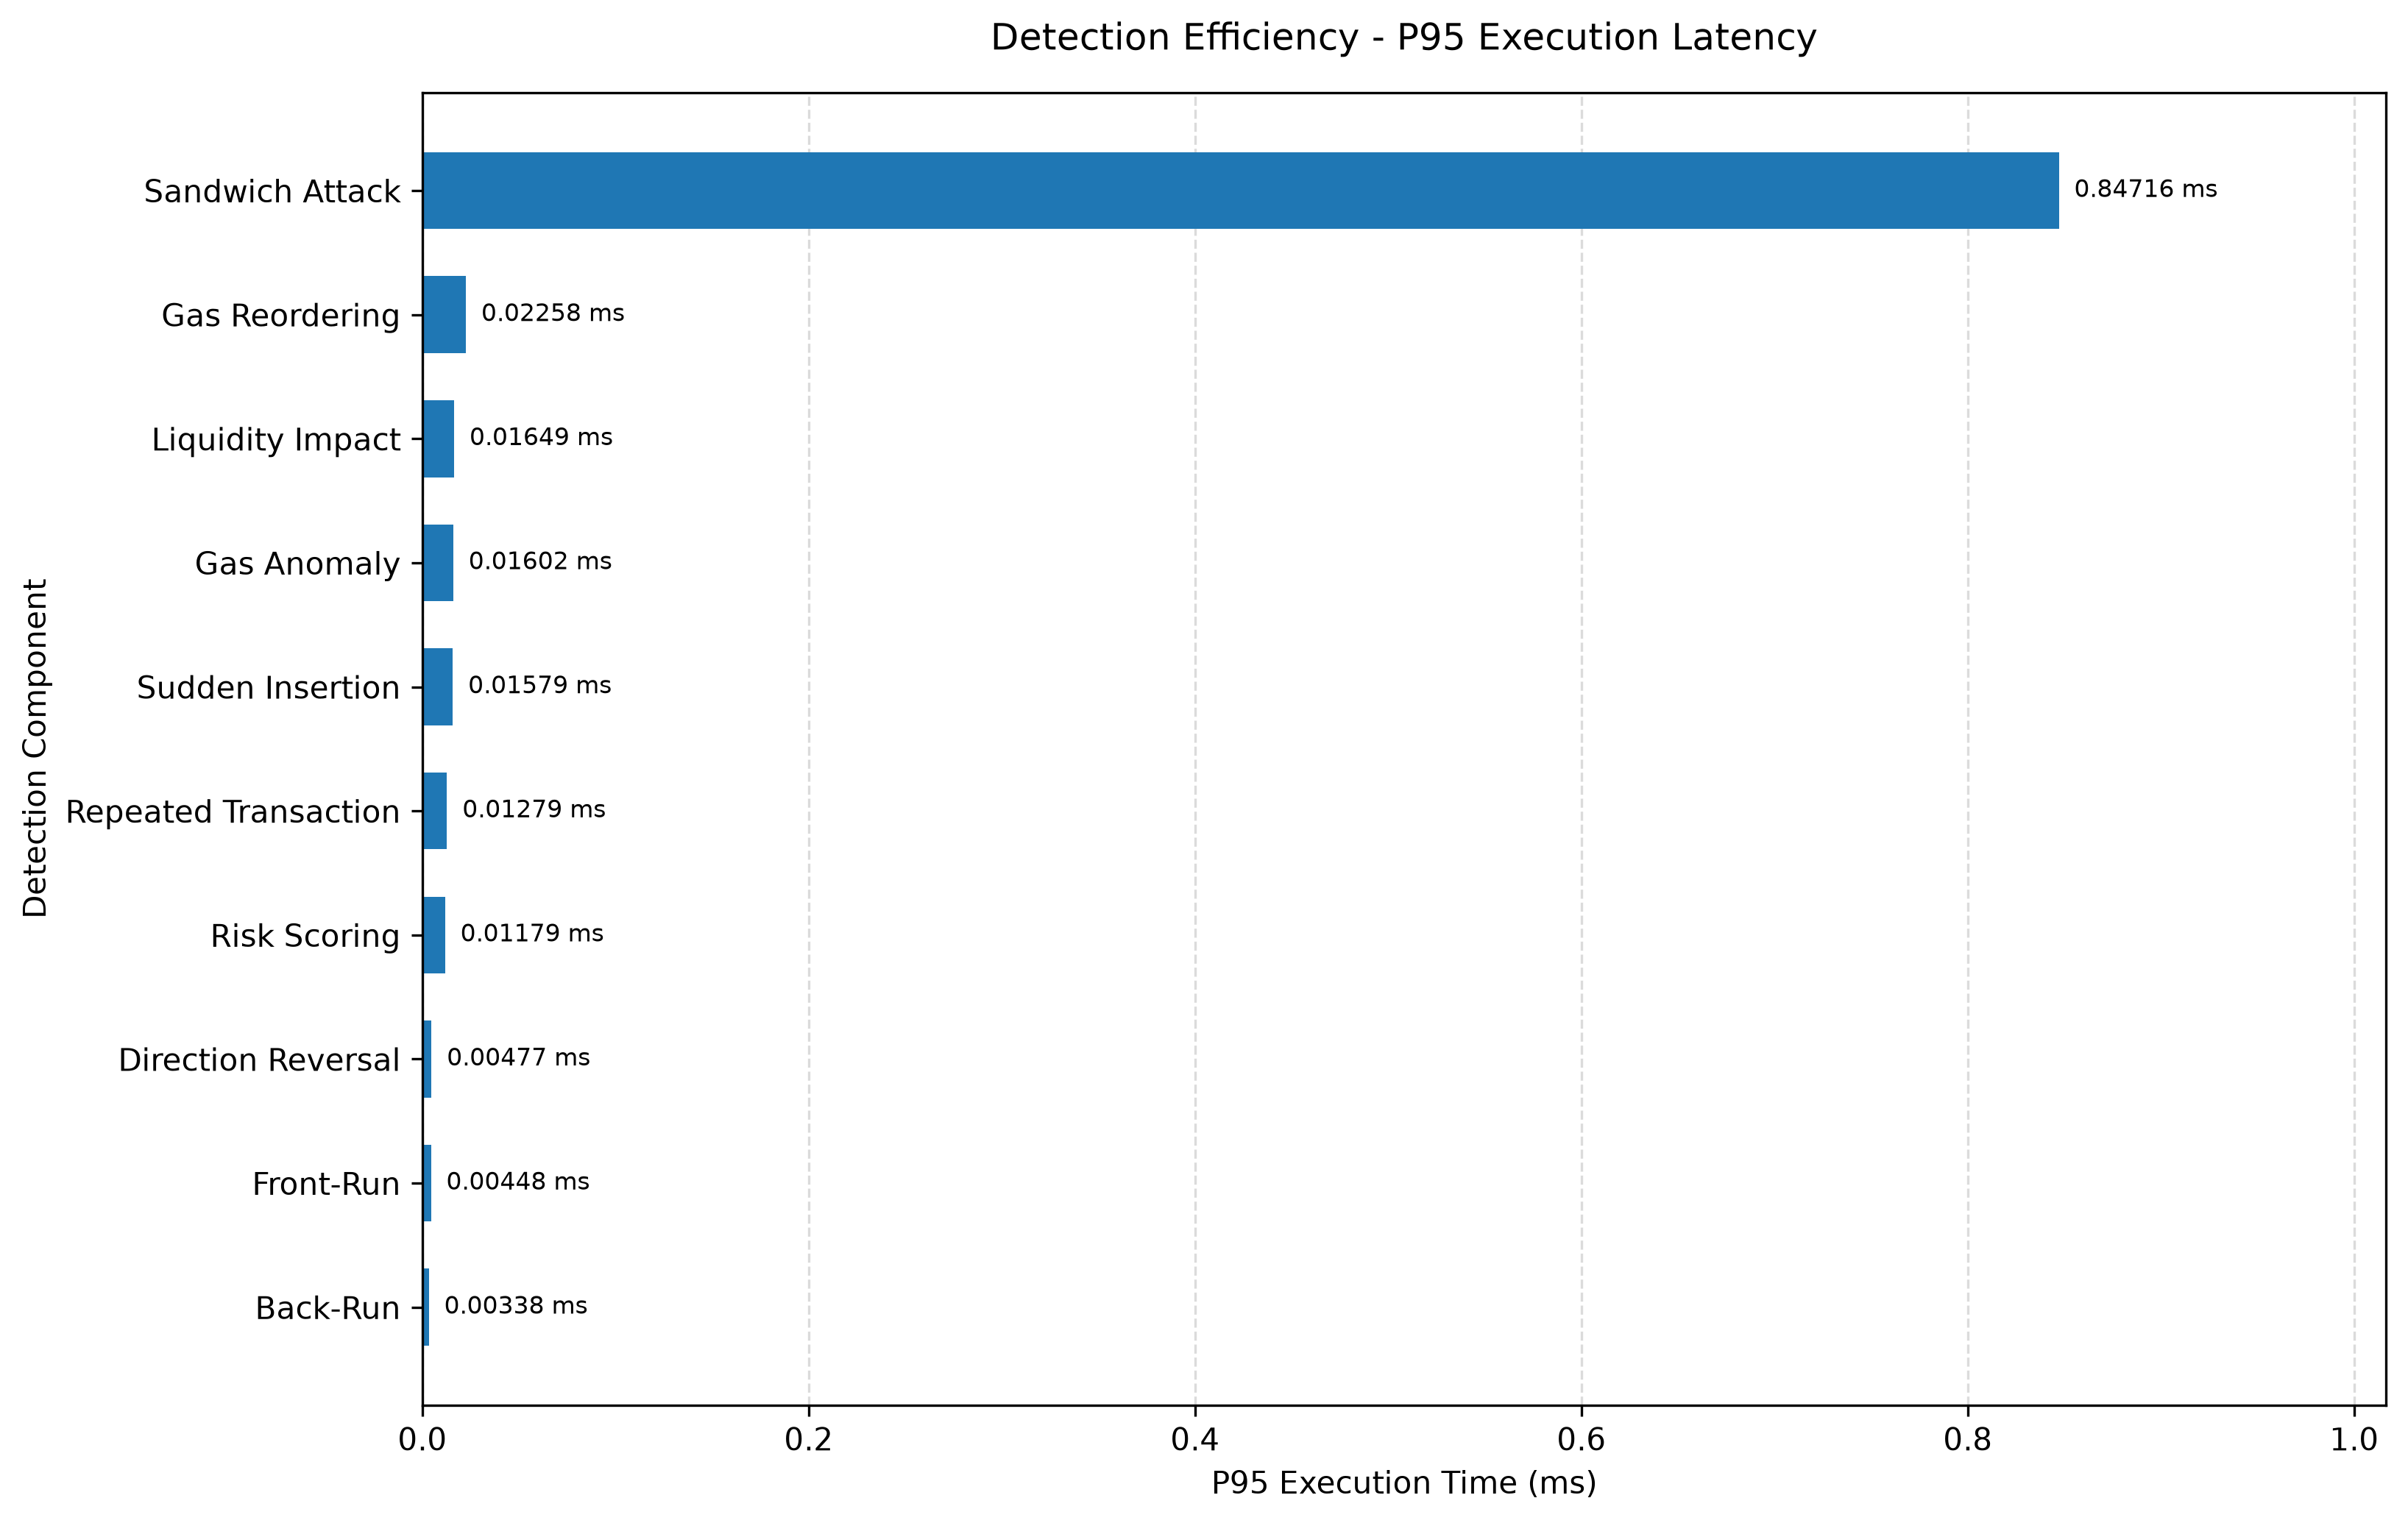 Detection Efficiency - P95 Execution Latency
Sandwich Attack
0.84716 ms
Gas Reordering
0.02258 ms
Liquidity Impact
0.01649 ms
Gas Anomaly
0.01602 ms
Sudden Insertion
0.01579 ms
Repeated Transaction
0.01279 ms
Risk Scoring
0.01179 ms
Direction Reversal
0.00477 ms
Front-Run
0.00448 ms
Back-Run
0.00338 ms
Detection Component
0.0 0.2 0.4 0.6 0.8 1.0
P95 Execution Time (ms)